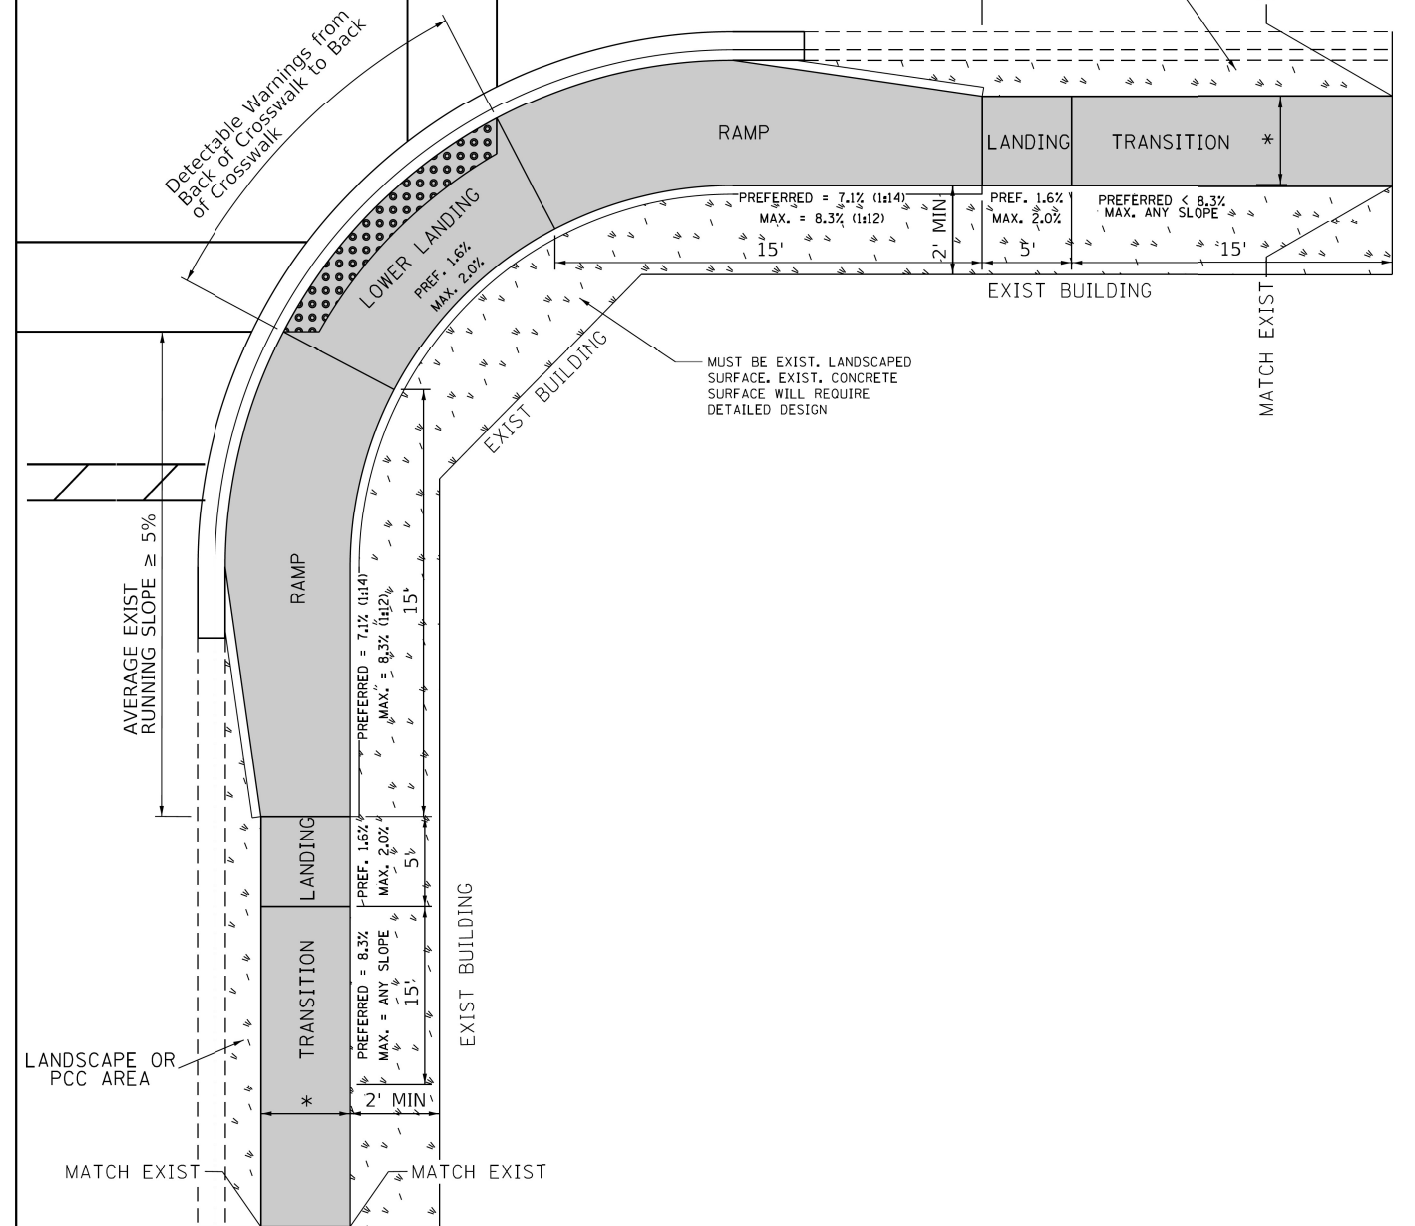 Detectable Warnings from
Back of Crosswalk to Back
of Crosswalk
RAMP
LANDING
TRANSITION
*
PREFERRED = 7.1% (1:14)
MAX. = 8.3% (1:12)
2' MIN
PREF. 1.6%
MAX. 2.0%
PREFERRED < 8.3%
MAX. ANY SLOPE
15'
5'
15'
EXIST BUILDING
MATCH EXIST
LOWER LANDING
PREF. 1.6%
MAX. 2.0%
EXIST BUILDING
MUST BE EXIST. LANDSCAPED
SURFACE. EXIST. CONCRETE
SURFACE WILL REQUIRE
DETAILED DESIGN
AVERAGE EXIST
RUNNING SLOPE ≥ 5%
RAMP
PREFERRED = 7.1% (1:14)
MAX. = 8.3% (1:12)
15'
LANDING
PREF. 1.6%
MAX. 2.0%
5'
TRANSITION
PREFERRED = 8.3%
MAX. = ANY SLOPE
15'
EXIST BUILDING
LANDSCAPE OR
PCC AREA
*
2' MIN
MATCH EXIST
MATCH EXIST